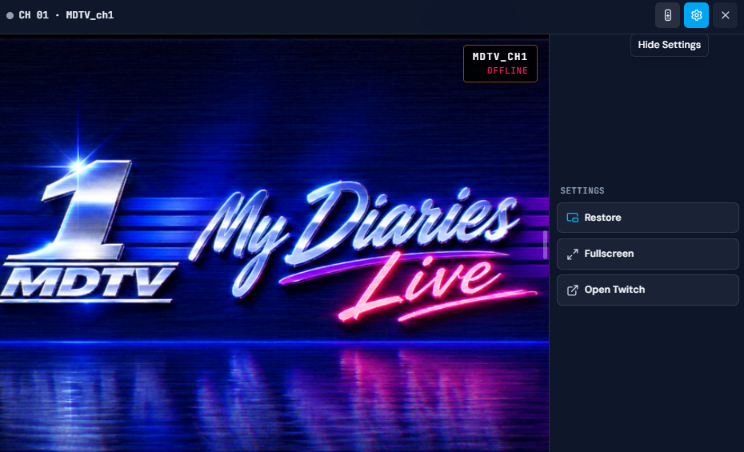 CH 01 · MDTV_ch1
Hide Settings
MDTV_CH1
OFFLINE
1
MDTV
My Diaries
Live
SETTINGS
Restore
Fullscreen
Open Twitch